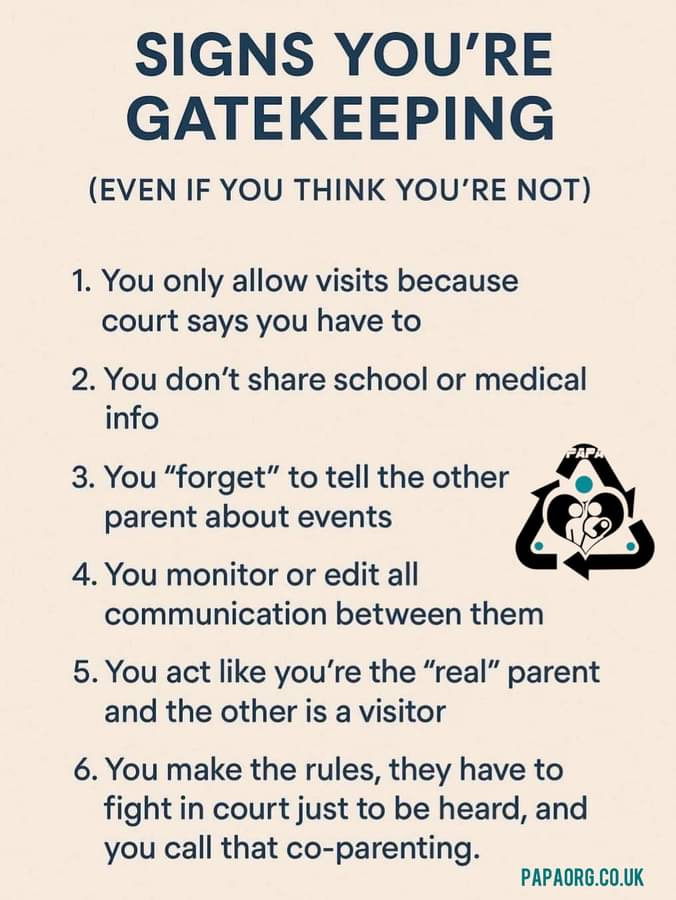 SIGNS YOU’RE
GATEKEEPING
(EVEN IF YOU THINK YOU’RE NOT)
1. You only allow visits because
court says you have to
2. You don’t share school or medical
info
3. You “forget” to tell the other
parent about events
PAPA
4. You monitor or edit all
communication between them
5. You act like you’re the “real” parent
and the other is a visitor
6. You make the rules, they have to
fight in court just to be heard, and
you call that co-parenting.
PAPAORG.CO.UK